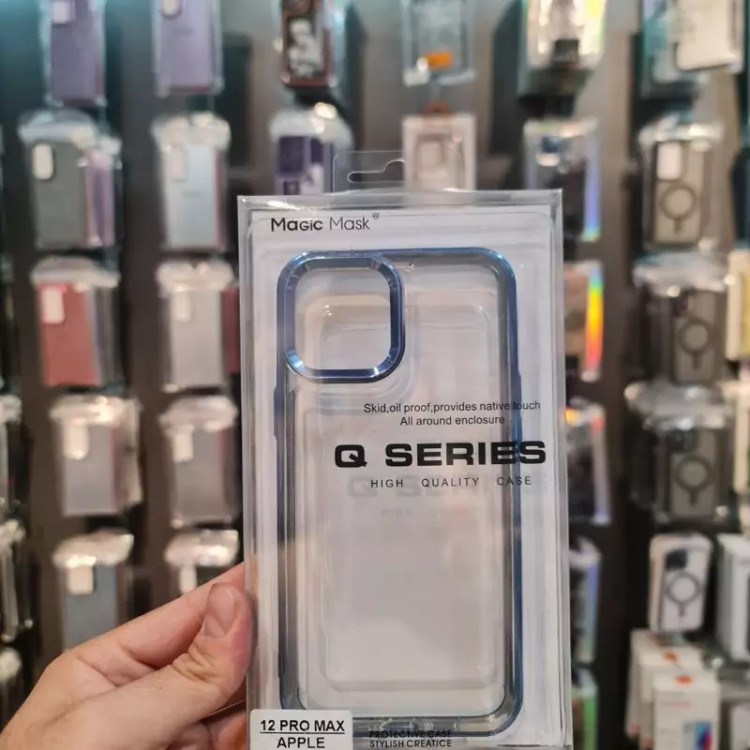 Magic Mask®
Skid,oil proof,provides native touch
All around enclosure
Q SERIES
HIGH QUALITY CASE
12 PRO MAX
APPLE
PROTECTIVE CASE
STYLISH CREATICE